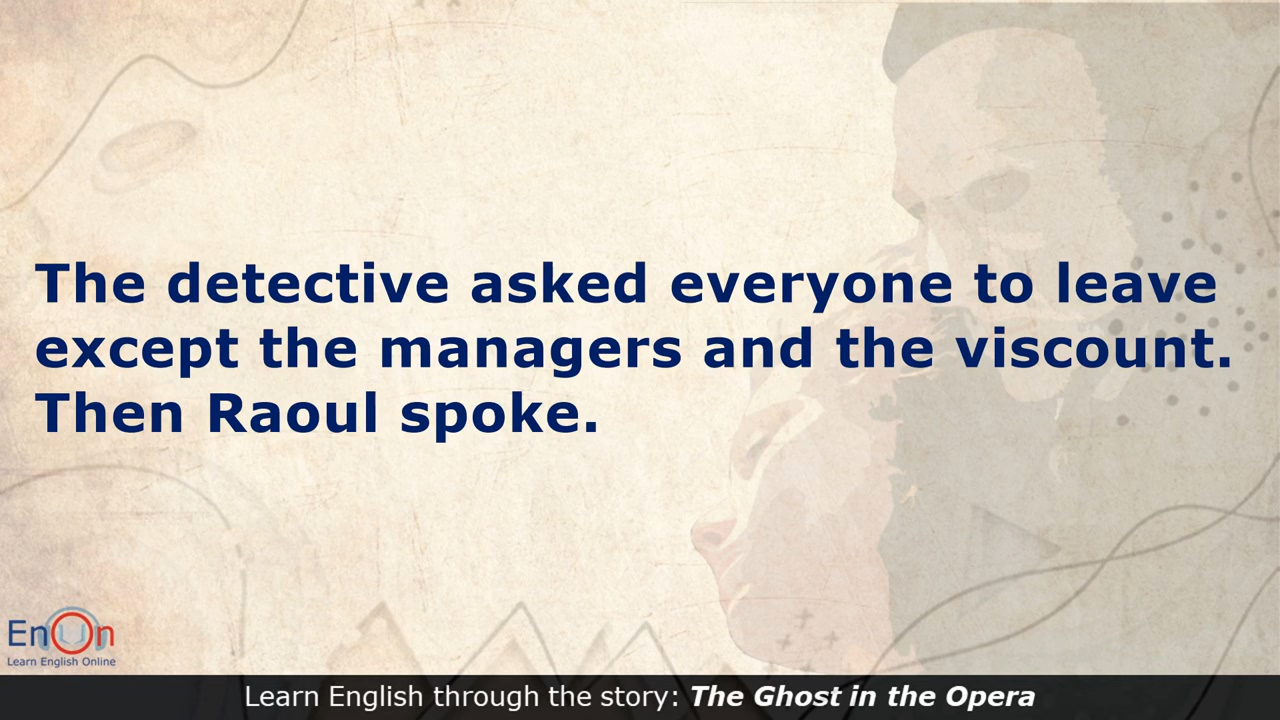 The detective asked everyone to leave
except the managers and the viscount.
Then Raoul spoke.
EnOn
Learn English Online
Learn English through the story: The Ghost in the Opera